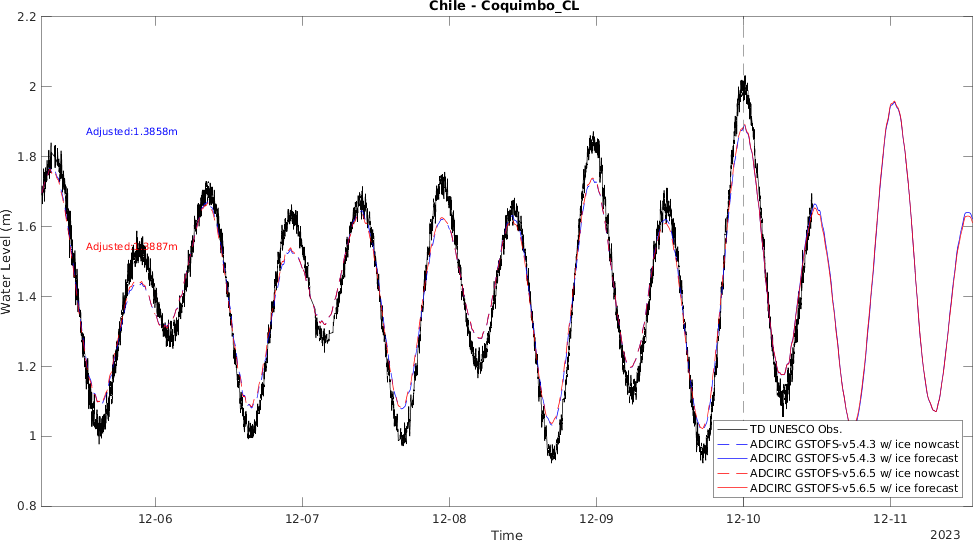 Chile - Coquimbo_CL
2.2
2
1.8
1.6
1.4
1.2
1
0.8
Water Level (m)
Adjusted:1.3858m
Adjusted:1.3887m
12-06
12-07
12-08
12-09
12-10
12-11
Time
2023
TD UNESCO Obs.
ADCIRC GSTOFS-v5.4.3 w/ ice nowcast
ADCIRC GSTOFS-v5.4.3 w/ ice forecast
ADCIRC GSTOFS-v5.6.5 w/ ice nowcast
ADCIRC GSTOFS-v5.6.5 w/ ice forecast